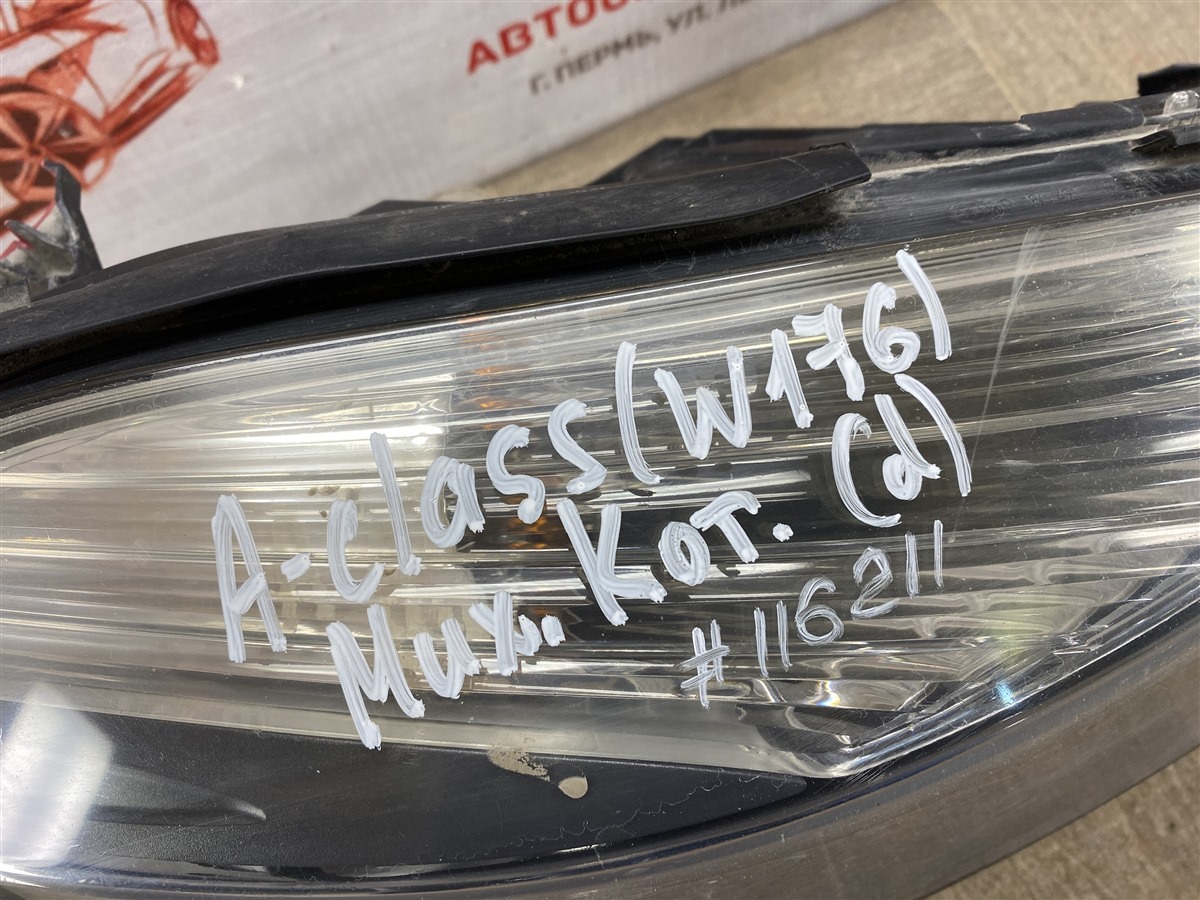 АВТО
Г. ПЕРМЬ, УЛ.
A-class (W176)
Мих. Кот. (d)
#116211